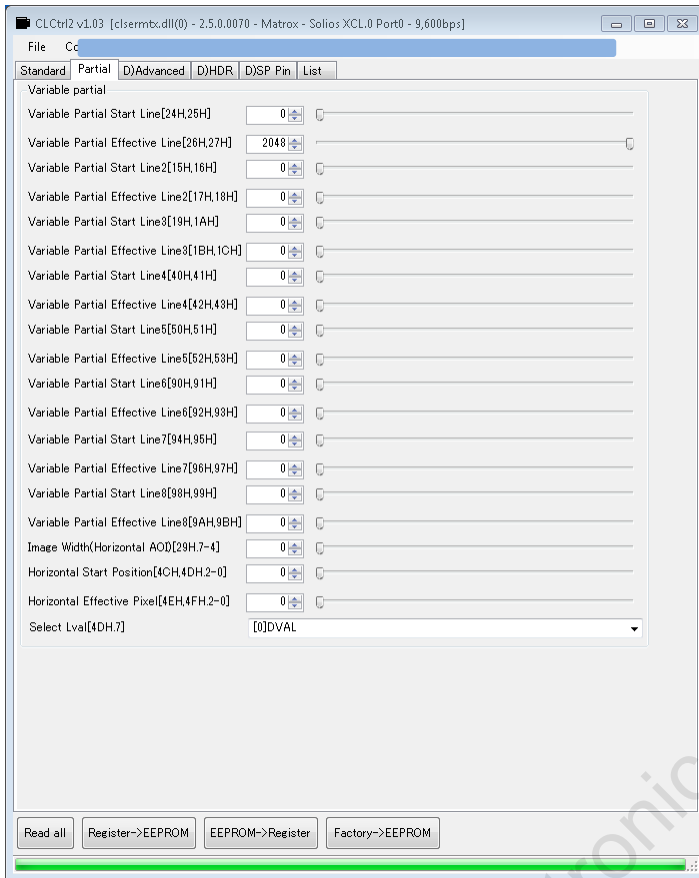 CLCtrl2 v1.03 [clsermtx.dll(0) - 2.5.0.0070 - Matrox - Solios XCL.0 Port0 - 9,600bps]
File
Standard Partial D)Advanced D)HDR D)SP Pin List
Variable partial
Variable Partial Start Line[24H,25H] 0
Variable Partial Effective Line[26H,27H] 2048
Variable Partial Start Line2[15H,16H] 0
Variable Partial Effective Line2[17H,18H] 0
Variable Partial Start Line3[19H,1AH] 0
Variable Partial Effective Line3[1BH,1CH] 0
Variable Partial Start Line4[40H,41H] 0
Variable Partial Effective Line4[42H,43H] 0
Variable Partial Start Line5[50H,51H] 0
Variable Partial Effective Line5[52H,53H] 0
Variable Partial Start Line6[90H,91H] 0
Variable Partial Effective Line6[92H,93H] 0
Variable Partial Start Line7[94H,95H] 0
Variable Partial Effective Line7[96H,97H] 0
Variable Partial Start Line8[98H,99H] 0
Variable Partial Effective Line8[9AH,9BH] 0
Image Width(Horizontal AOI)[29H.7-4] 0
Horizontal Start Position[4CH,4DH.2-0] 0
Horizontal Effective Pixel[4EH,4FH.2-0] 0
Select Lval[4DH.7] [0]DVAL
Read all Register->EEPROM EEPROM->Register Factory->EEPROM